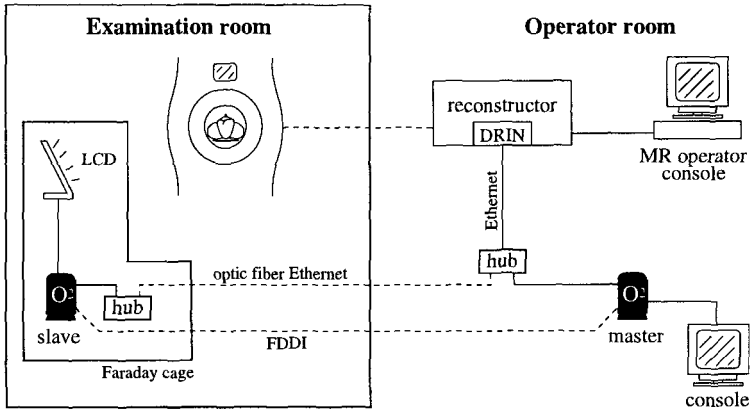 Examination room
Operator room
reconstructor
DRIN
MR operator
console
LCD
Ethernet
hub
optic fiber Ethernet
O2
hub
O2
slave
FDDI
master
Faraday cage
console